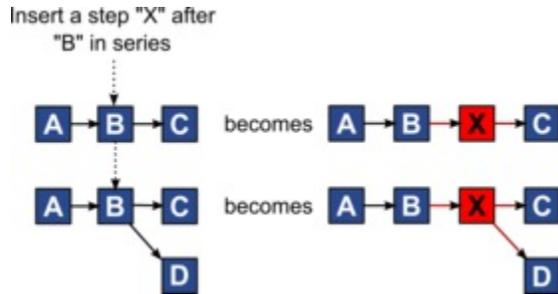 Insert a step "X" after
"B" in series
A B C becomes A B X C
A B C becomes A B X C
D D